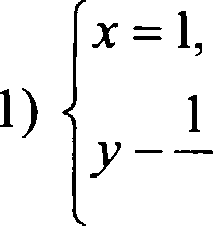 1) { x = 1,
y - 1/